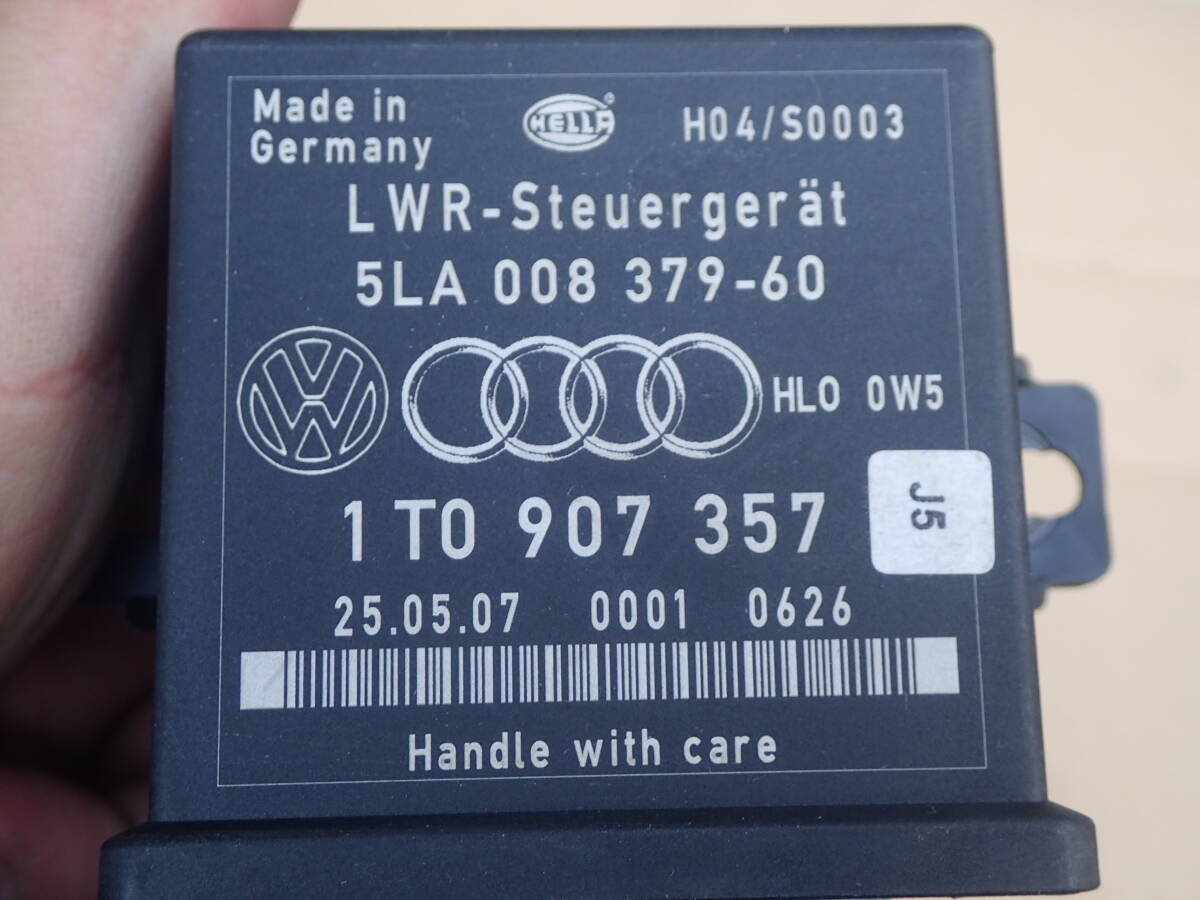 Made in
Germany
HELLA
H04/S0003
LWR-Steuergerät
5LA 008 379-60
VW
HLO 0W5
1T0 907 357
J5
25.05.07 0001 0626
Handle with care